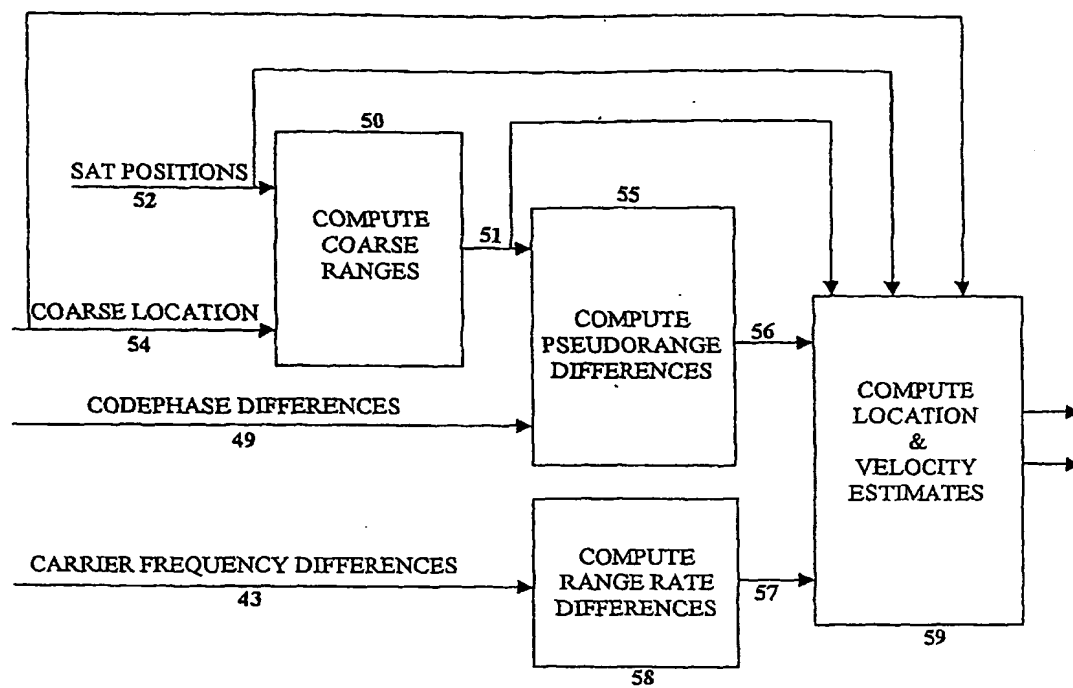 50
SAT POSITIONS
52
COMPUTE
COARSE
RANGES
51
55
COARSE LOCATION
54
COMPUTE
PSEUDORANGE
DIFFERENCES
56
CODEPHASE DIFFERENCES
49
COMPUTE
LOCATION
&
VELOCITY
ESTIMATES
59
CARRIER FREQUENCY DIFFERENCES
43
COMPUTE
RANGE RATE
DIFFERENCES
57
58